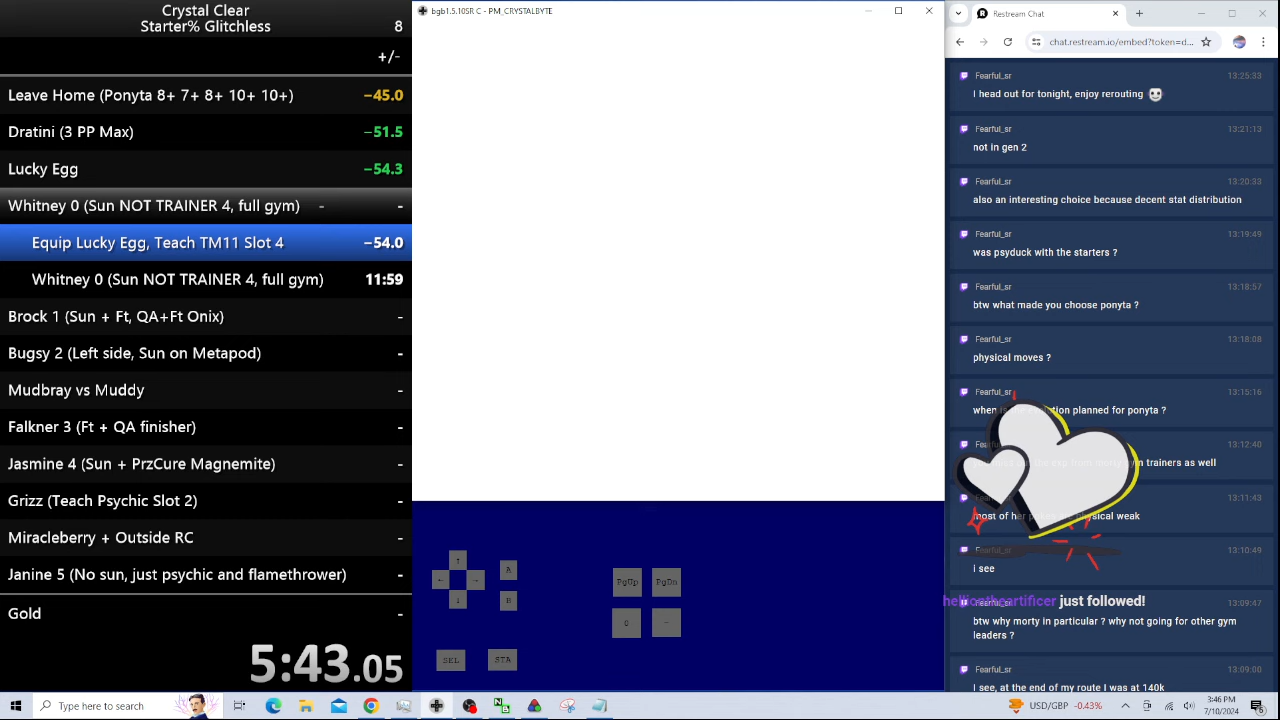 Crystal Clear
Starter% Glitchless
8
+/-
Leave Home (Ponyta 8+ 7+ 8+ 10+ 10+)
−45.0
Dratini (3 PP Max)
−51.5
Lucky Egg
−54.3
Whitney 0 (Sun NOT TRAINER 4, full gym)
-
-
Equip Lucky Egg, Teach TM11 Slot 4
−54.0
Whitney 0 (Sun NOT TRAINER 4, full gym)
11:59
Brock 1 (Sun + Ft, QA+Ft Onix)
-
Bugsy 2 (Left side, Sun on Metapod)
-
Mudbray vs Muddy
-
Falkner 3 (Ft + QA finisher)
-
Jasmine 4 (Sun + PrzCure Magnemite)
-
Grizz (Teach Psychic Slot 2)
-
Miracleberry + Outside RC
-
Janine 5 (No sun, just psychic and flamethrower)
-
Gold
-
5:43.05
bgb1.5.10SR C - PM_CRYSTALBYTE
A
B
SEL
STA
PgUp
PgDn
0
-
Restream Chat
chat.restream.io/embed?token=d...
Fearful_sr
13:25:33
I head out for tonight, enjoy rerouting
Fearful_sr
13:21:13
not in gen 2
Fearful_sr
13:20:33
also an interesting choice because decent stat distribution
Fearful_sr
13:19:49
was psyduck with the starters ?
Fearful_sr
13:18:57
btw what made you choose ponyta ?
Fearful_sr
13:18:08
physical moves ?
Fearful_sr
13:15:16
when is the evolution planned for ponyta ?
13:12:40
gym trainers as well
Fearful_sr
13:11:43
most of her physical weak
Fearful_sr
13:10:49
i see
helliontheartificer just followed!
Fearful_sr
13:09:47
btw why morty in particular ? why not going for other gym
leaders ?
Fearful_sr
13:09:00
I see, at the end of my route I was at 140k
Type here to search
USD/GBP
-0.43%
3:46 PM
7/10/2024